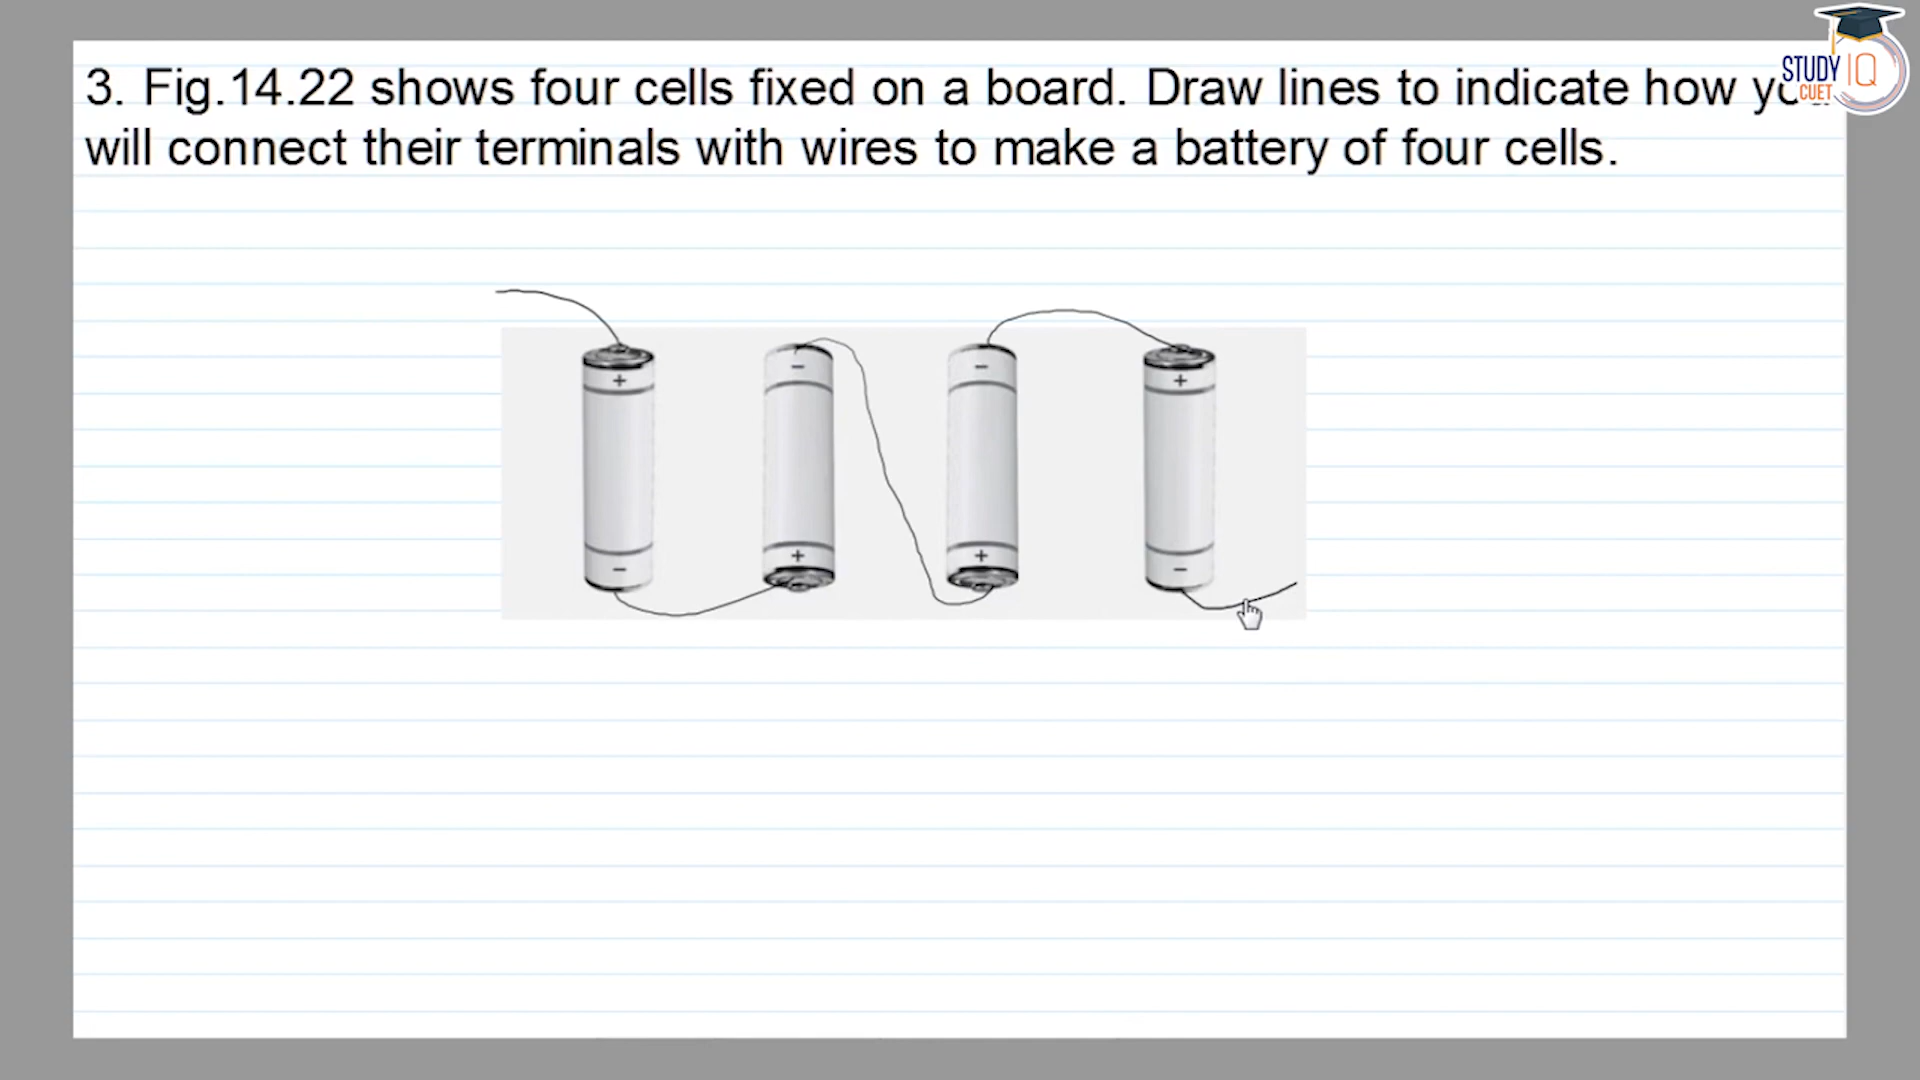 3. Fig.14.22 shows four cells fixed on a board. Draw lines to indicate how you
will connect their terminals with wires to make a battery of four cells.
STUDY IQ
CUET
+ - - +
- + + -